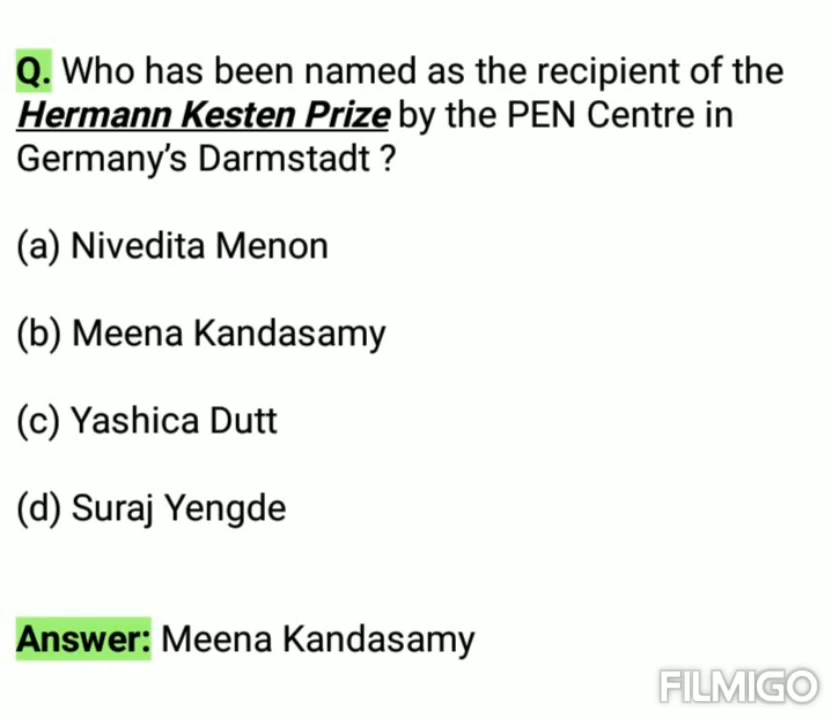 Q. Who has been named as the recipient of the
Hermann Kesten Prize by the PEN Centre in
Germany's Darmstadt ?
(a) Nivedita Menon
(b) Meena Kandasamy
(c) Yashica Dutt
(d) Suraj Yengde
Answer: Meena Kandasamy
FILMIGO